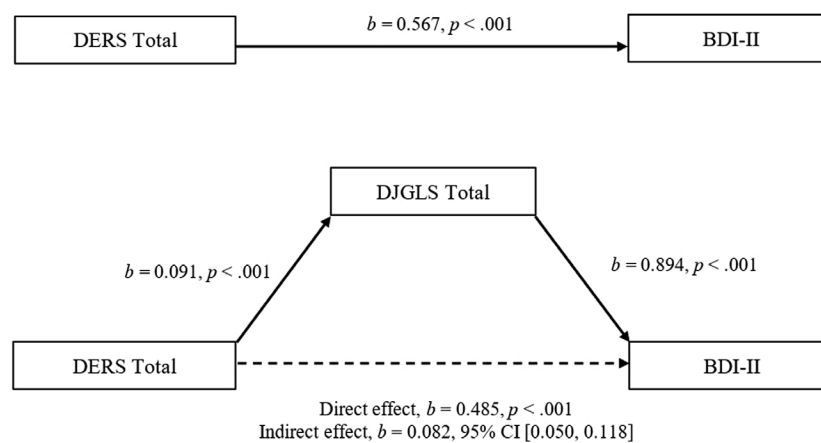 b = 0.567, p < .001
DERS Total
BDI-II
DJGLS Total
b = 0.091, p < .001
b = 0.894, p < .001
DERS Total
BDI-II
Direct effect, b = 0.485, p < .001
Indirect effect, b = 0.082, 95% CI [0.050, 0.118]